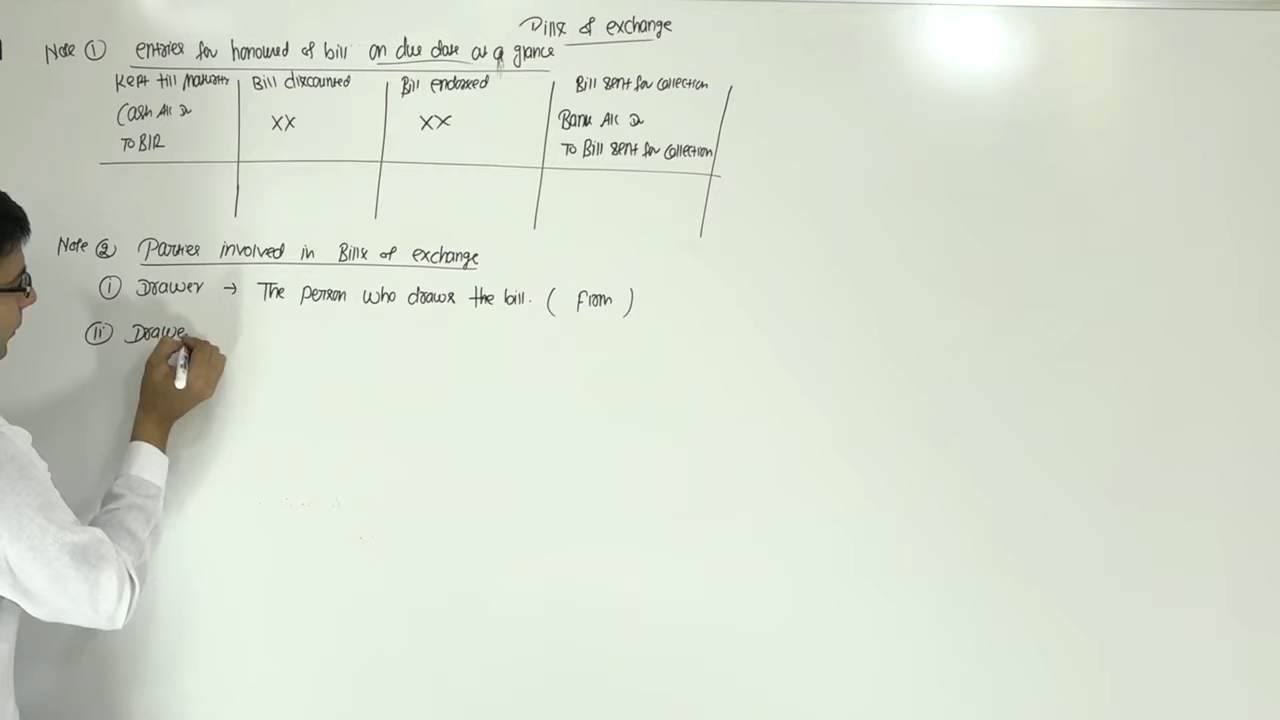 Bills of exchange
Note ① entries for honoured of bill on due date at a glance
Kept till maturity Bill discounted Bill endorsed Bill sent for collection
Cash A/c Dr XX XX Bank A/c Dr
To B/R To Bill sent for collection
Note ② Parties involved in Bills of exchange
ⓘ Drawer → The person who draws the bill. ( From )
ⓘⓘ Drawe